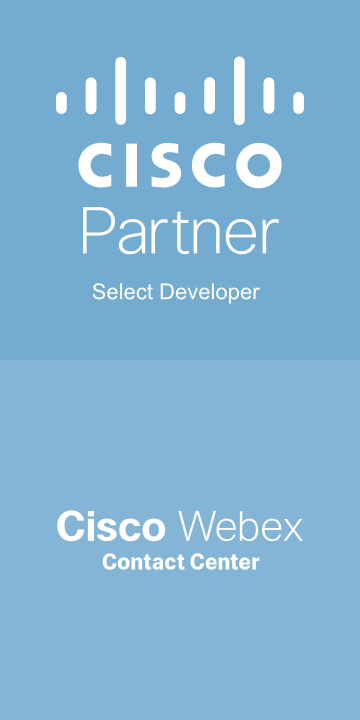 CISCO
Partner
Select Developer
Cisco Webex
Contact Center